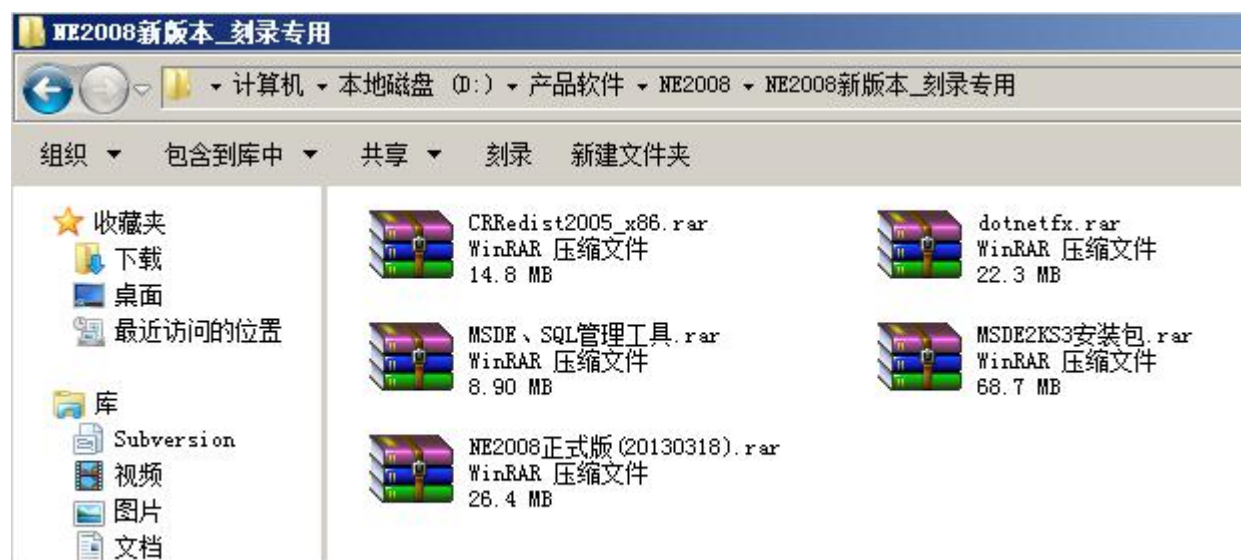 NE2008新版本_刻录专用
计算机 本地磁盘 (D:) 产品软件 NE2008 NE2008新版本_刻录专用
组织 包含到库中 共享 刻录 新建文件夹
收藏夹
下载
桌面
最近访问的位置
库
Subversion
视频
图片
文档
CRRedist2005_x86.rar
WinRAR 压缩文件
14.8 MB
dotnetfx.rar
WinRAR 压缩文件
22.3 MB
MSDE、SQL管理工具.rar
WinRAR 压缩文件
8.90 MB
MSDE2KS3安装包.rar
WinRAR 压缩文件
68.7 MB
NE2008正式版(20130318).rar
WinRAR 压缩文件
26.4 MB